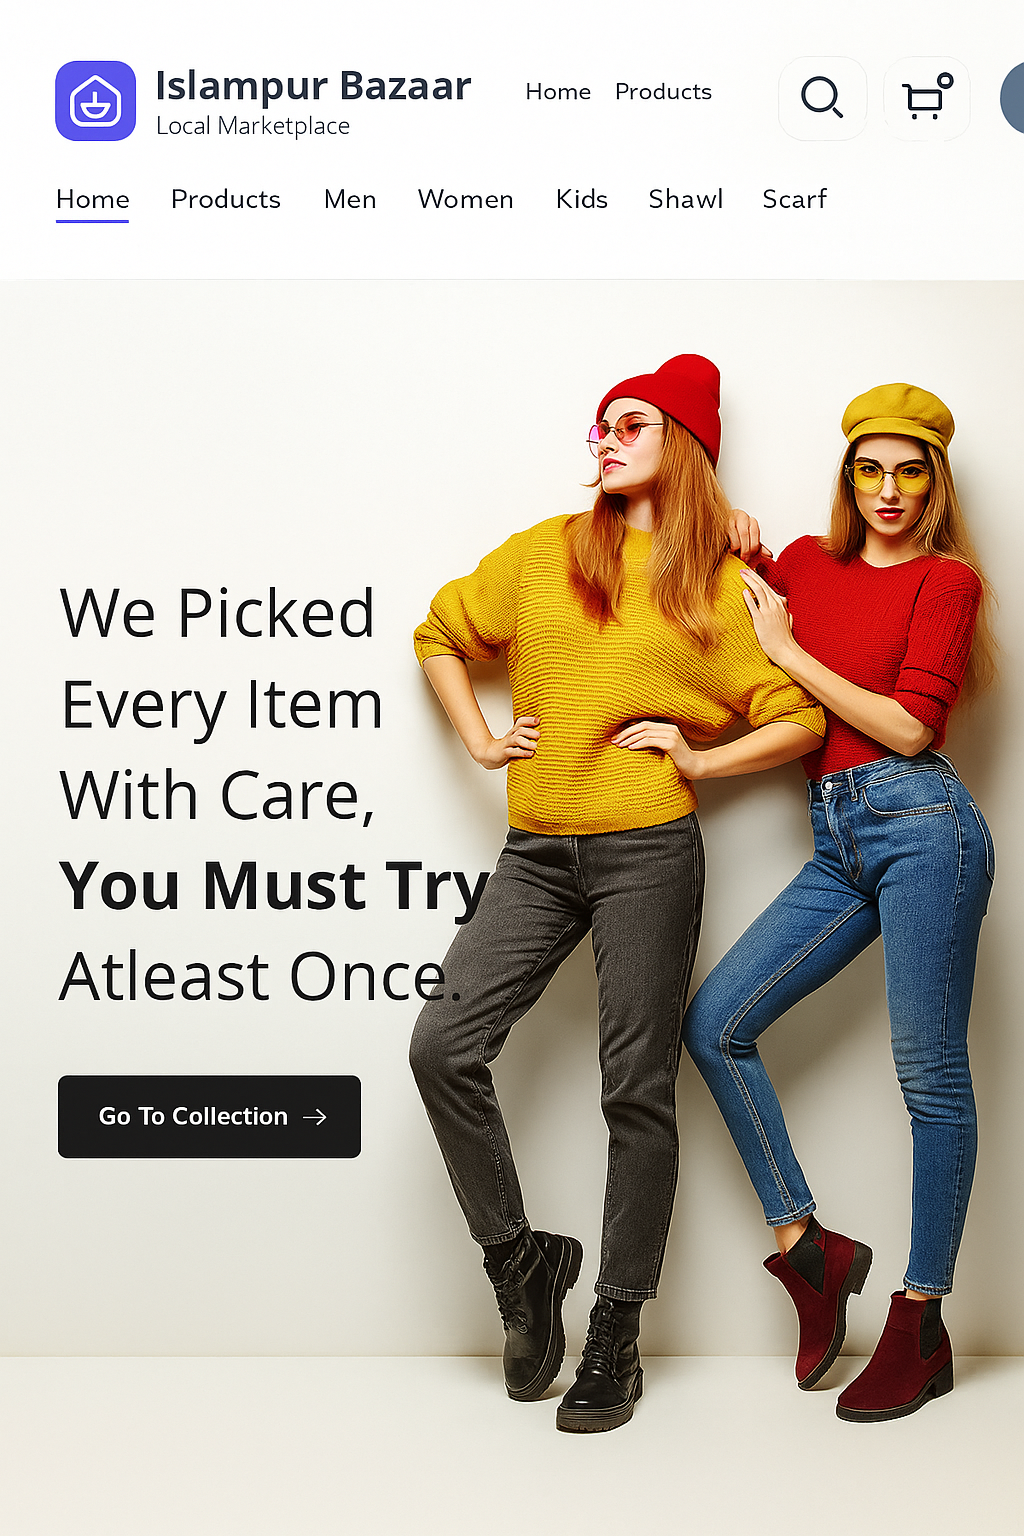 Islampur Bazaar
Local Marketplace
Home Products
Home Products Men Women Kids Shawl Scarf
We Picked
Every Item
With Care,
You Must Try
Atleast Once.
Go To Collection →